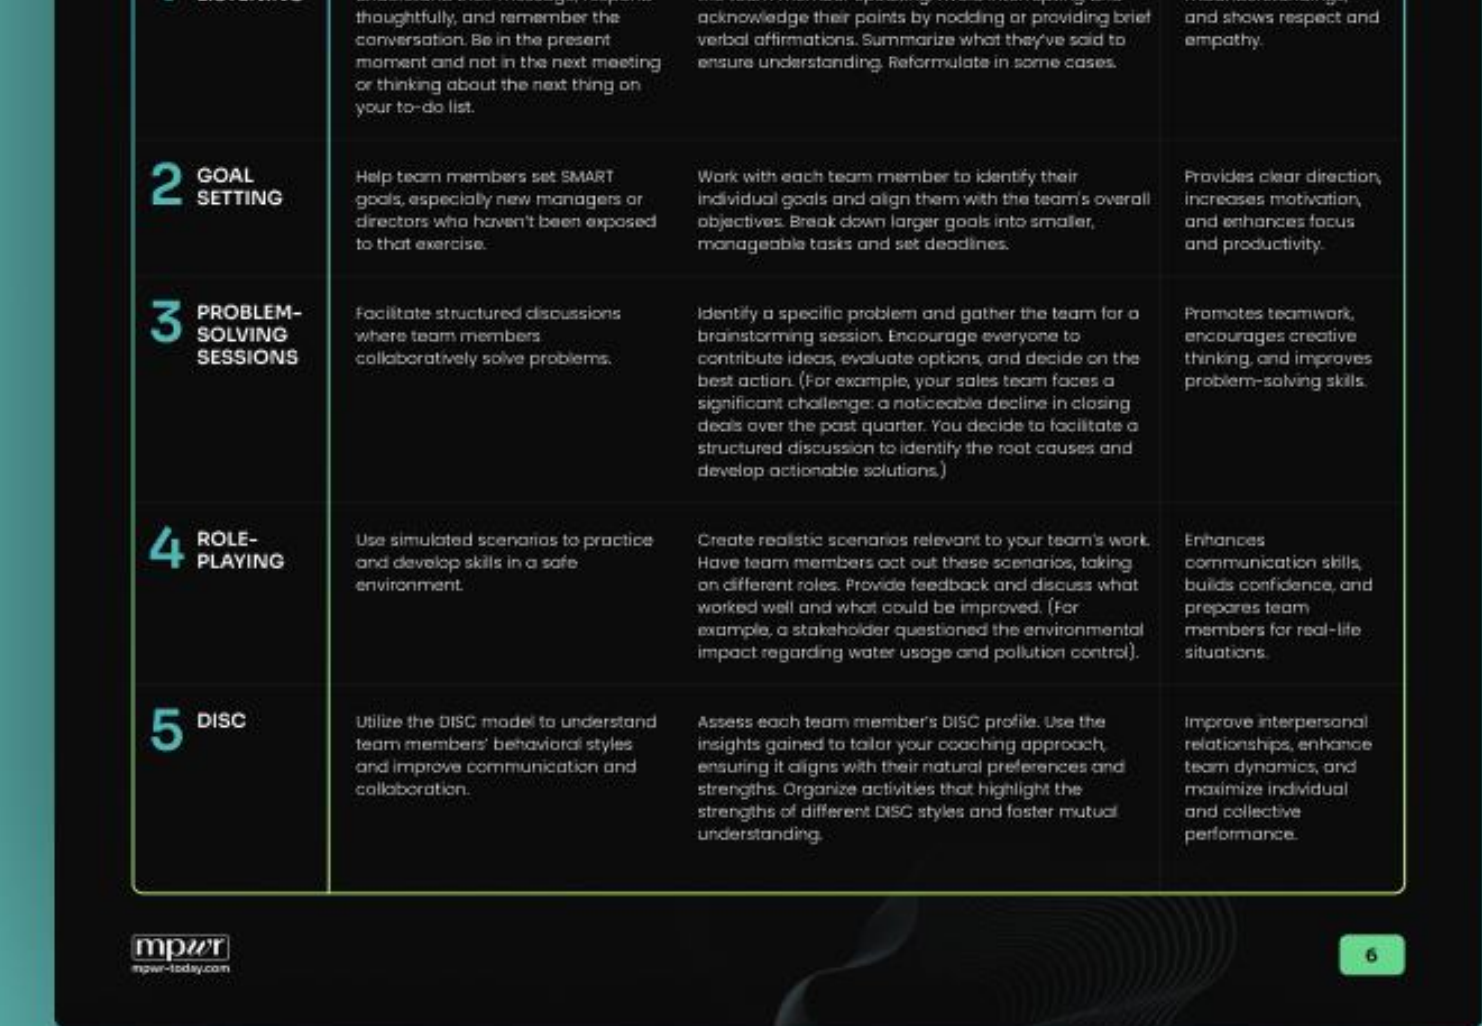 thoughtfully, and remember the
conversation. Be in the present
moment and not in the next meeting
or thinking about the next thing on
your to-do list.
acknowledge their points by nodding or providing brief
verbal affirmations. Summarize what they've said to
ensure understanding. Reformulate in some cases.
and shows respect and
empathy.
2 GOAL
SETTING
Help team members set SMART
goals, especially new managers or
directors who haven't been exposed
to that exercise.
Work with each team member to identify their
individual goals and align them with the team's overall
objectives. Break down larger goals into smaller,
manageable tasks and set deadlines.
Provides clear direction,
increases motivation,
and enhances focus
and productivity.
3 PROBLEM-
SOLVING
SESSIONS
Facilitate structured discussions
where team members
collaboratively solve problems.
Identify a specific problem and gather the team for a
brainstorming session. Encourage everyone to
contribute ideas, evaluate options, and decide on the
best action. (For example, your sales team faces a
significant challenge: a noticeable decline in closing
deals over the past quarter. You decide to facilitate a
structured discussion to identify the root causes and
develop actionable solutions.)
Promotes teamwork,
encourages creative
thinking, and improves
problem-solving skills.
4 ROLE-
PLAYING
Use simulated scenarios to practice
and develop skills in a safe
environment.
Create realistic scenarios relevant to your team's work.
Have team members act out these scenarios, taking
on different roles. Provide feedback and discuss what
worked well and what could be improved. (For
example, a stakeholder questioned the environmental
impact regarding water usage and pollution control).
Enhances
communication skills,
builds confidence, and
prepares team
members for real-life
situations.
5 DISC
Utilize the DISC model to understand
team members' behavioral styles
and improve communication and
collaboration.
Assess each team member's DISC profile. Use the
insights gained to tailor your coaching approach,
ensuring it aligns with their natural preferences and
strengths. Organize activities that highlight the
strengths of different DISC styles and foster mutual
understanding.
Improve interpersonal
relationships, enhance
team dynamics, and
maximize individual
and collective
performance.
mpwr
mpwr-today.com
6